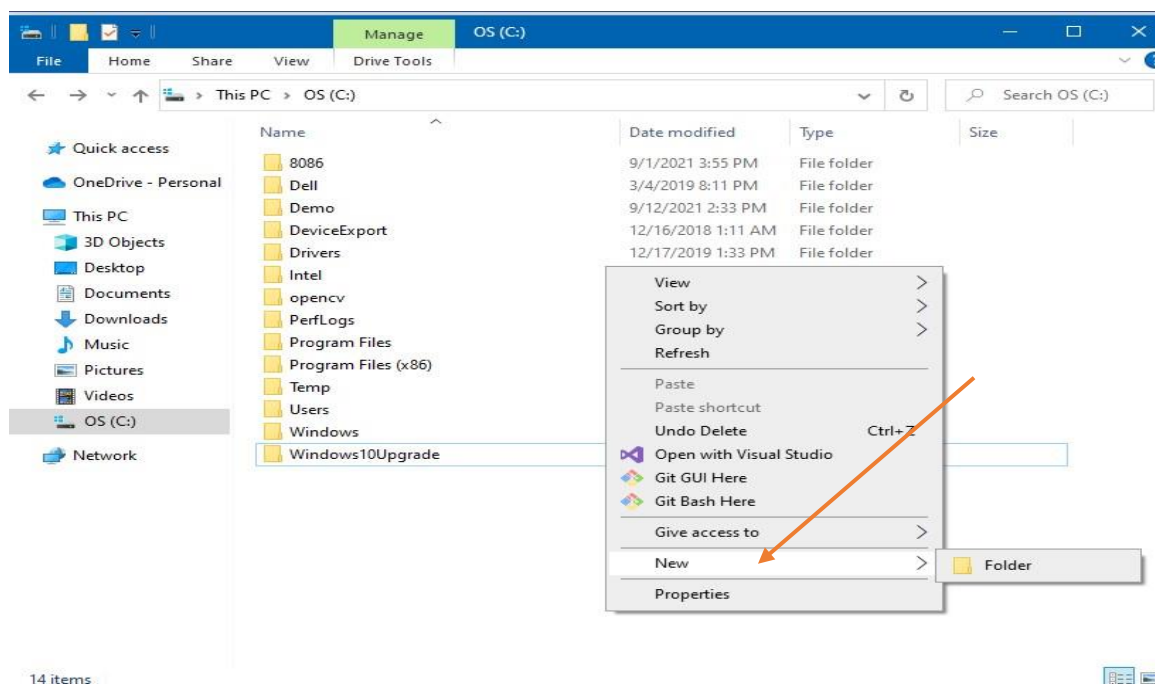 Manage OS (C:)
File Home Share View Drive Tools
This PC > OS (C:) Search OS (C:)
Name Date modified Type Size
Quick access
OneDrive - Personal
This PC
3D Objects
Desktop
Documents
Downloads
Music
Pictures
Videos
OS (C:)
Network
8086 9/1/2021 3:55 PM File folder
Dell 3/4/2019 8:11 PM File folder
Demo 9/12/2021 2:33 PM File folder
DeviceExport 12/16/2018 1:11 AM File folder
Drivers 12/17/2019 1:33 PM File folder
Intel
opencv
PerfLogs
Program Files
Program Files (x86)
Temp
Users
Windows
Windows10Upgrade
View
Sort by
Group by
Refresh
Paste
Paste shortcut
Undo Delete Ctrl+Z
Open with Visual Studio
Git GUI Here
Git Bash Here
Give access to
New
Folder
Properties
14 items